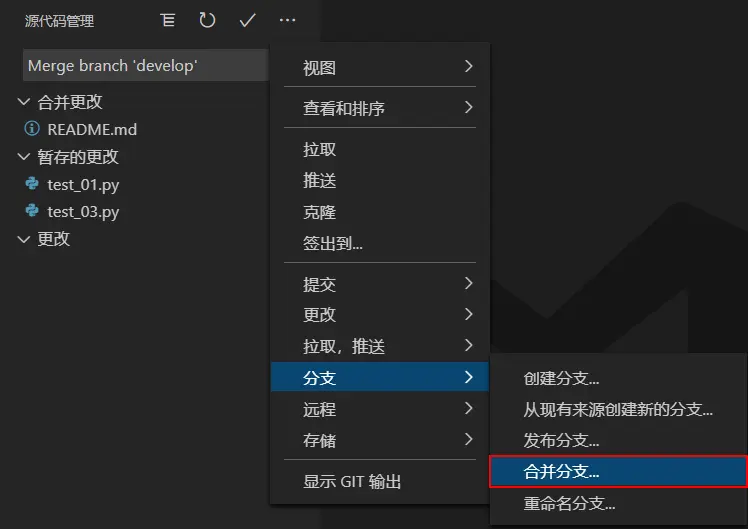 源代码管理
Merge branch 'develop'
合并更改
README.md
暂存的更改
test_01.py
test_03.py
更改
视图
查看和排序
拉取
推送
克隆
签出到...
提交
更改
拉取，推送
分支
远程
存储
显示 GIT 输出
创建分支...
从现有来源创建新的分支...
发布分支...
合并分支...
重命名分支...